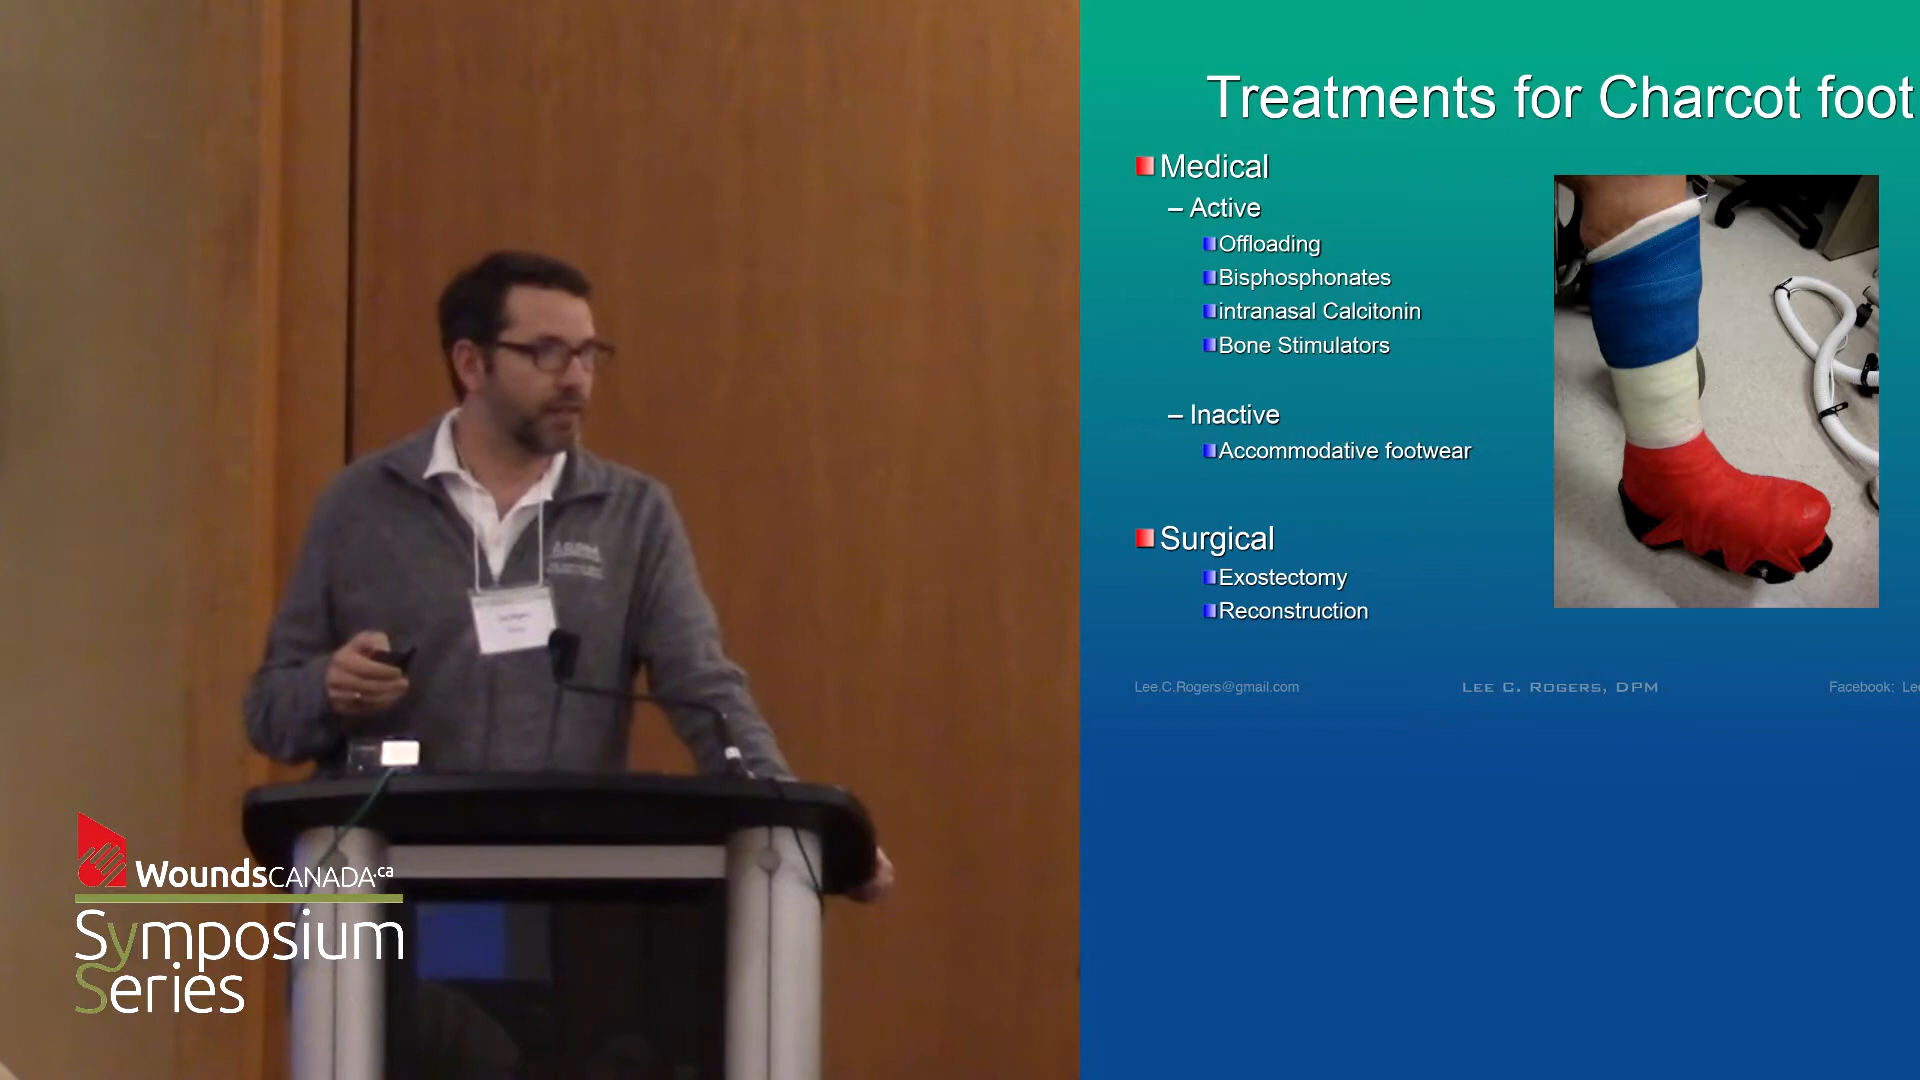 Treatments for Charcot foot
Medical
– Active
Offloading
Bisphosphonates
intranasal Calcitonin
Bone Stimulators
– Inactive
Accommodative footwear
Surgical
Exostectomy
Reconstruction
Lee.C.Rogers@gmail.com
Lee C. Rogers, DPM
Facebook: Lee
WoundsCANADA.ca
Symposium
Series